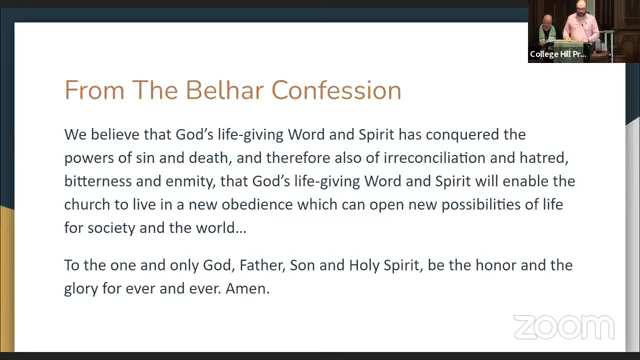 College Hill Pr...
From The Belhar Confession
We believe that God's life-giving Word and Spirit has conquered the
powers of sin and death, and therefore also of irreconciliation and hatred,
bitterness and enmity, that God's life-giving Word and Spirit will enable the
church to live in a new obedience which can open new possibilities of life
for society and the world...
To the one and only God, Father, Son and Holy Spirit, be the honor and the
glory for ever and ever. Amen.
zoom